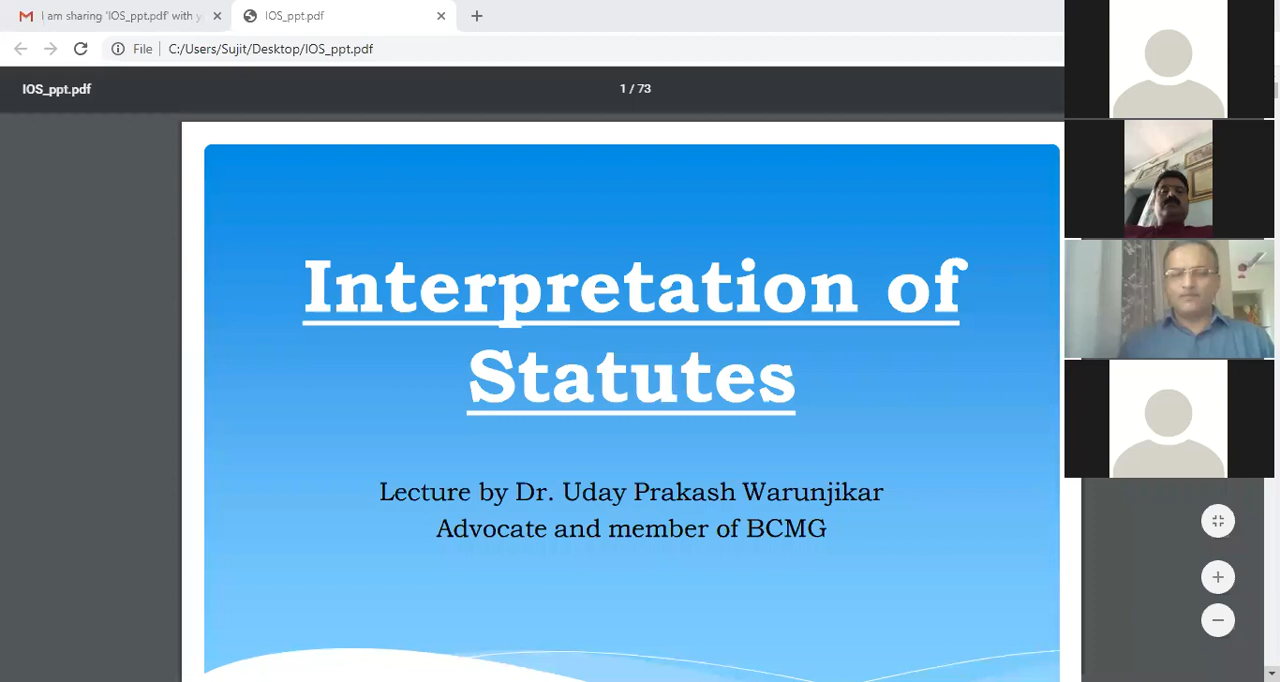 I am sharing 'IOS_ppt.pdf' with
IOS_ppt.pdf
File
C:/Users/Sujit/Desktop/IOS_ppt.pdf
IOS_ppt.pdf
1 / 73
Interpretation of
Statutes
Lecture by Dr. Uday Prakash Warunjikar
Advocate and member of BCMG